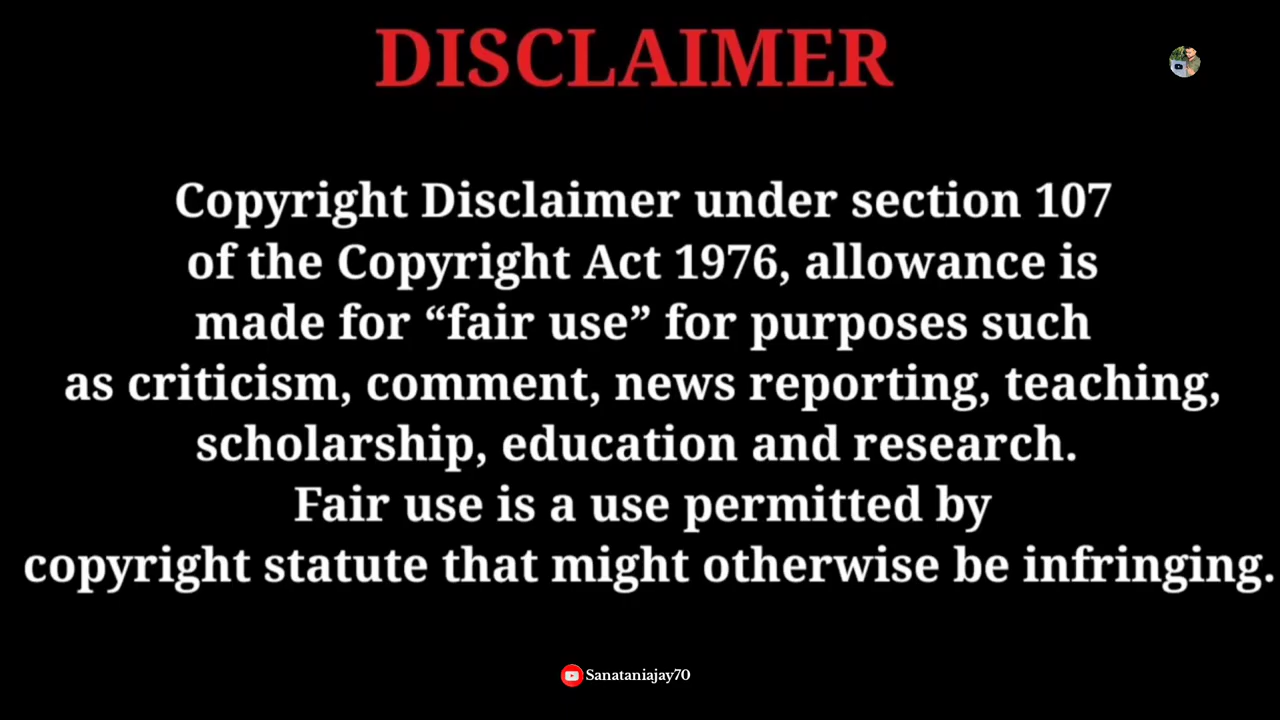 DISCLAIMER
Copyright Disclaimer under section 107
of the Copyright Act 1976, allowance is
made for “fair use” for purposes such
as criticism, comment, news reporting, teaching,
scholarship, education and research.
Fair use is a use permitted by
copyright statute that might otherwise be infringing.
Sanataniajay70